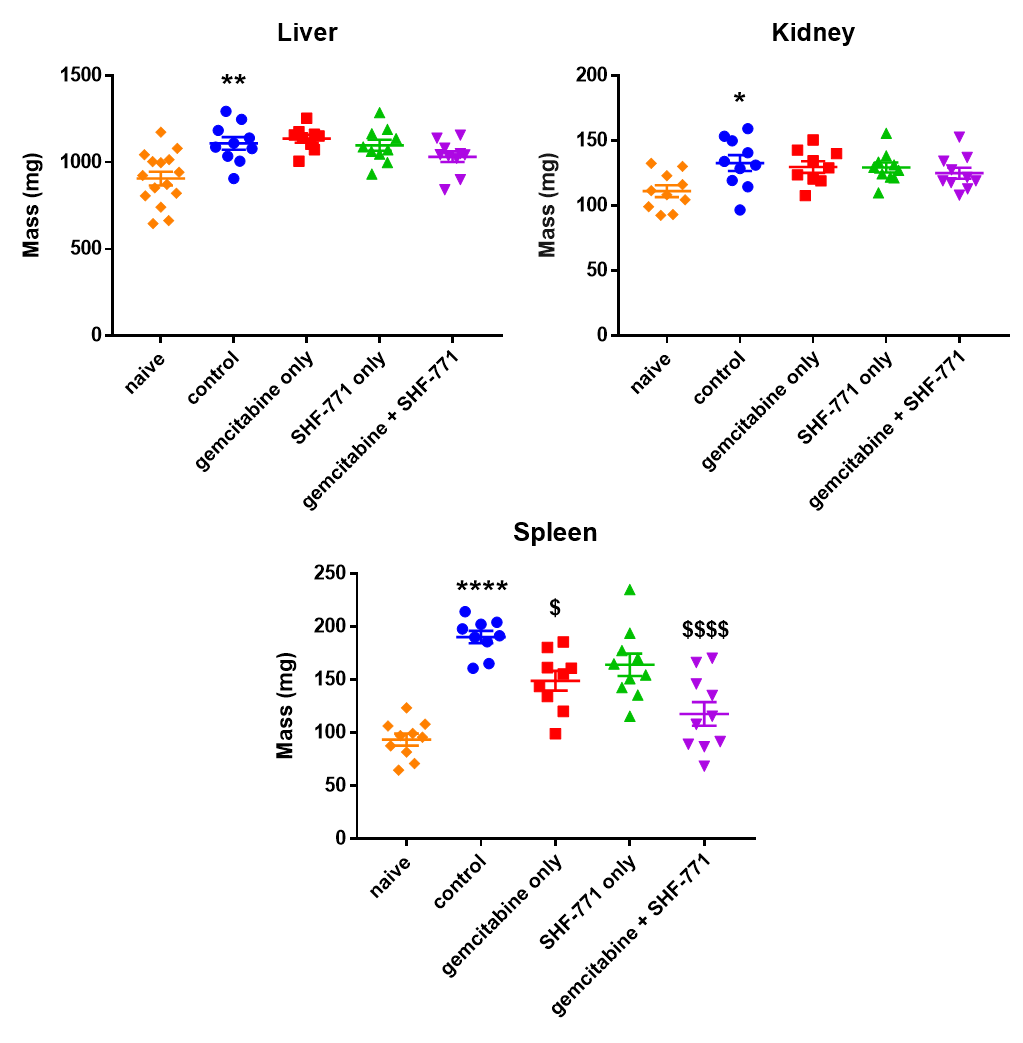 Liver
**
1500
1000
500
0
Mass (mg)
naive
control
gemcitabine only
SHF-771 only
gemcitabine + SHF-771
Kidney
*
200
150
100
50
0
Mass (mg)
naive
control
gemcitabine only
SHF-771 only
gemcitabine + SHF-771
Spleen
****
$
$$$$
250
200
150
100
50
0
Mass (mg)
naive
control
gemcitabine only
SHF-771 only
gemcitabine + SHF-771